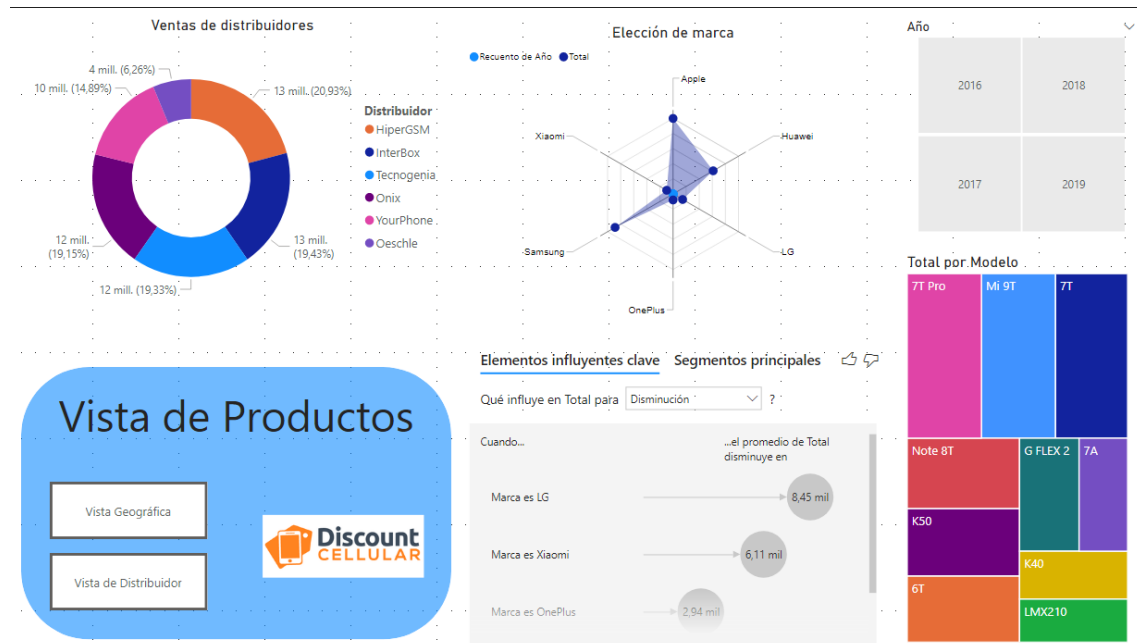 Ventas de distribuidores
4 mill. (6,26%)
10 mill. (14,89%)
13 mill. (20,93%)
12 mill.
(19,15%)
13 mill.
(19,43%)
12 mill. (19,33%)
Distribuidor
HiperGSM
InterBox
Tecnogenia
Onix
YourPhone
Oeschle
Elección de marca
Recuento de Año
Total
Apple
Xiaomi
Huawei
Samsung
LG
OnePlus
Año
2016
2018
2017
2019
Total por Modelo
7T Pro
Mi 9T
7T
Note 8T
G FLEX 2
7A
K50
K40
6T
LMX210
Vista de Productos
Vista Geográfica
Vista de Distribuidor
Discount
CELLULAR
Elementos influyentes clave
Segmentos principales
Qué influye en Total para
Disminución
?
Cuando...
...el promedio de Total
disminuye en
Marca es LG
8,45 mil
Marca es Xiaomi
6,11 mil
Marca es OnePlus
2,94 mil